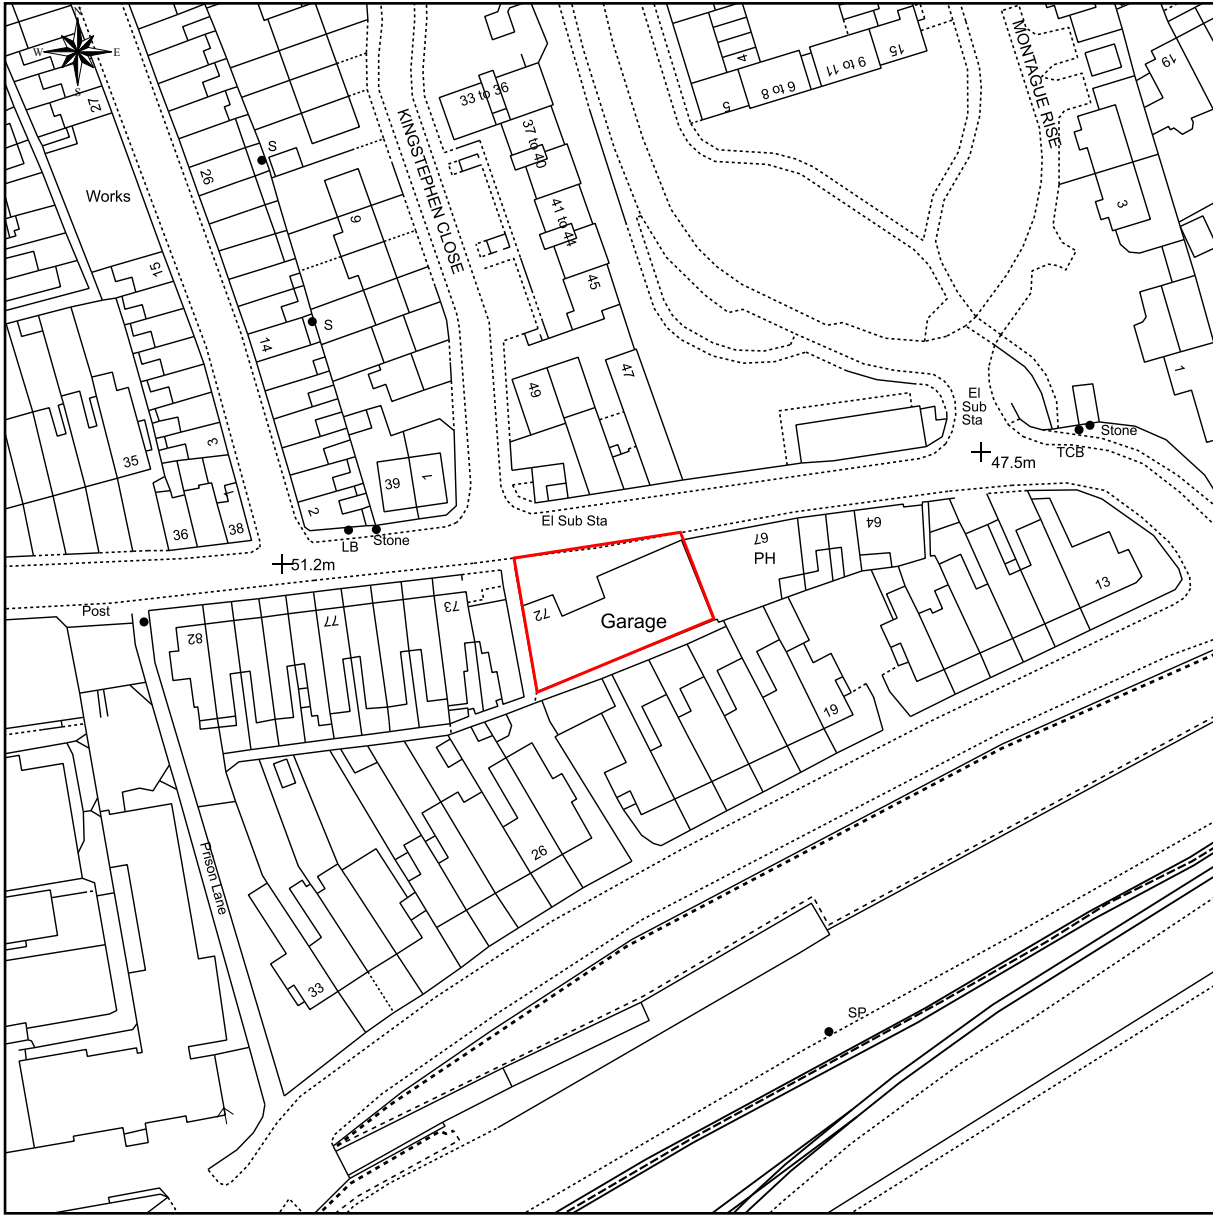 W
E
S
27
Works
26
S
15
S
14
9
KINGSTEPHEN CLOSE
33 to 36
37 to 40
41 to 44
45
47
49
4
5
6 to 8
9 to 11
15
MONTAGUE RISE
19
3
1
El
Sub
Sta
47.5m
TCB
Stone
35
3
1
36
38
2
39
1
LB
Stone
El Sub Sta
51.2m
67
PH
64
13
Post
82
77
73
72
Garage
19
26
33
Prison Lane
SP